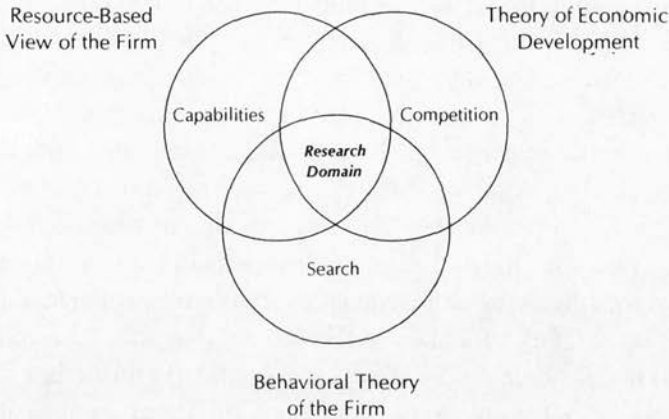 Resource-Based
View of the Firm
Theory of Economic
Development
Capabilities
Competition
Research
Domain
Search
Behavioral Theory
of the Firm